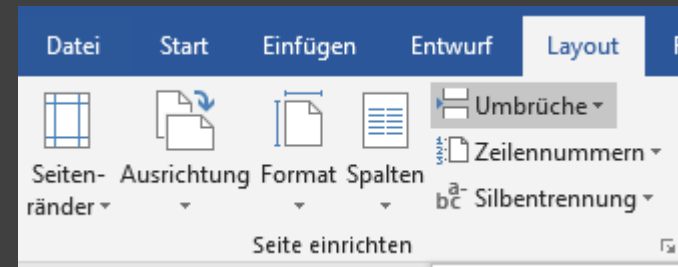 Datei Start Einfügen Entwurf Layout
Seiten-
ränder
Ausrichtung
Format
Spalten
Umbrüche
Zeilennummern
Silbentrennung
Seite einrichten